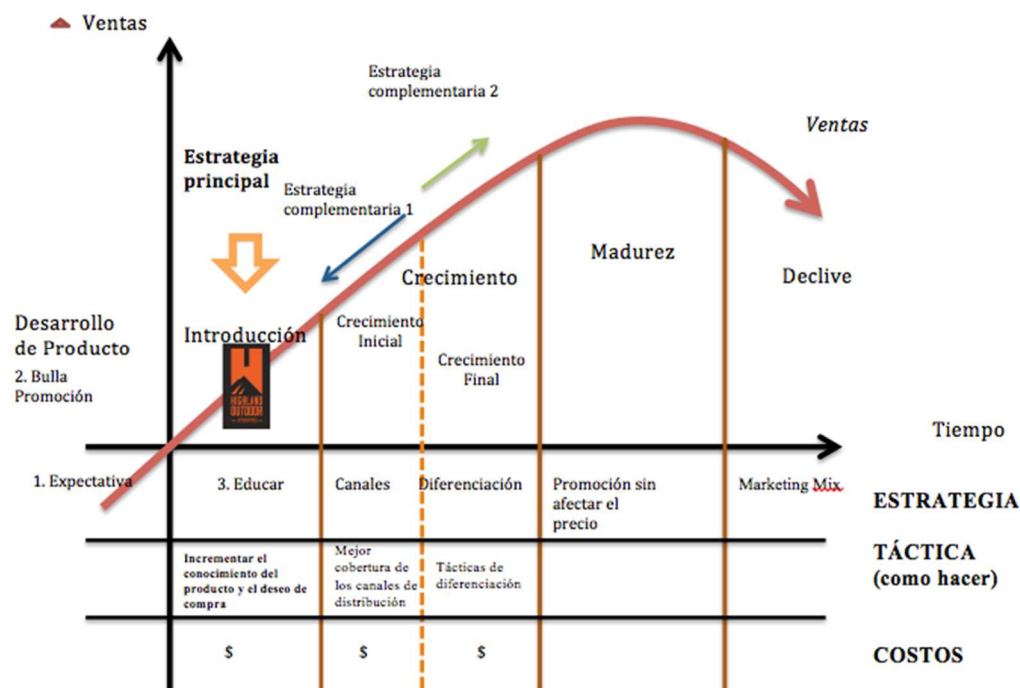 Ventas
Estrategia
complementaria 2
Ventas
Estrategia
principal
Estrategia
complementaria 1
Madurez
Crecimiento
Declive
Desarrollo
de Producto
2. Bulla
Promoción
Introducción
Crecimiento
Inicial
Crecimiento
Final
HIGHLAND
OUTDOOR
Tiempo
1. Expectativa
3. Educar
Canales
Diferenciación
Promoción sin
afectar el
precio
Marketing Mix
ESTRATEGIA
Incrementar el
conocimiento del
producto y el deseo de
compra
Mejor
cobertura de
los canales de
distribución
Tácticas de
diferenciación
TÁCTICA
(como hacer)
$
$
$
COSTOS